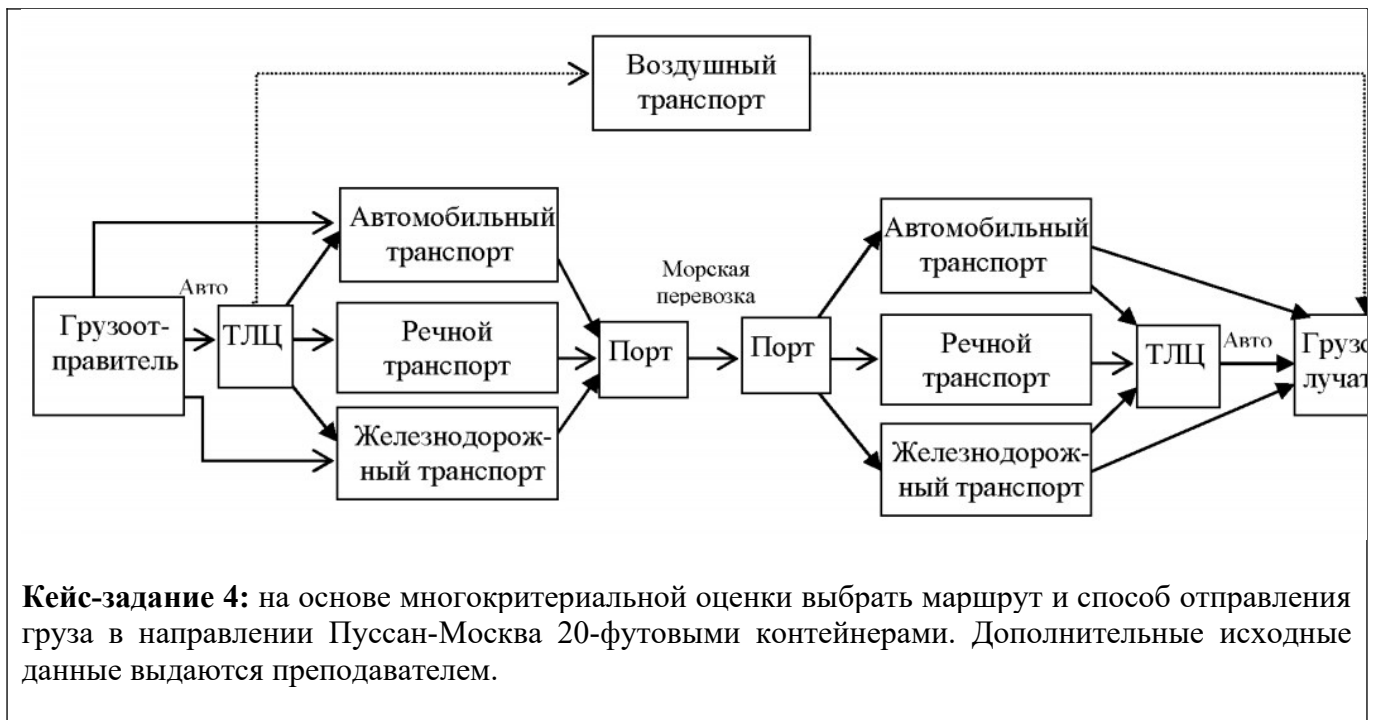 Воздушный
транспорт
Автомобильный
транспорт
Авто
Грузоот-
правитель
ТЛЦ
Речной
транспорт
Железнодорож-
ный транспорт
Порт
Морская
перевозка
Порт
Автомобильный
транспорт
Речной
транспорт
Железнодорож-
ный транспорт
ТЛЦ
Авто
Кейс-задание 4: на основе многокритериальной оценки выбрать маршрут и способ отправления
груза в направлении Пуссан-Москва 20-футовыми контейнерами. Дополнительные исходные
данные выдаются преподавателем.